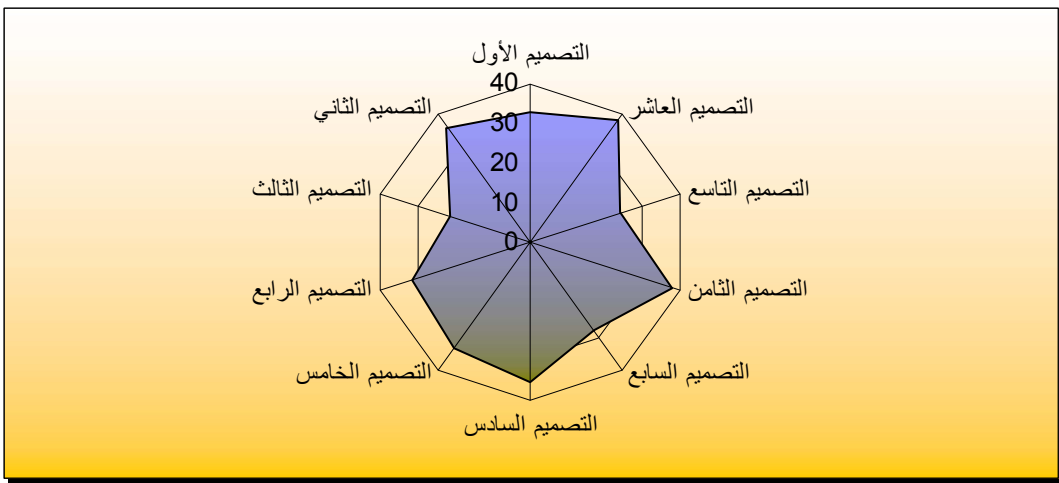 التصميم الأول
التصميم الثاني
التصميم العاشر
التصميم الثالث
التصميم التاسع
التصميم الرابع
التصميم الثامن
التصميم الخامس
التصميم السابع
التصميم السادس
40
30
20
10
0